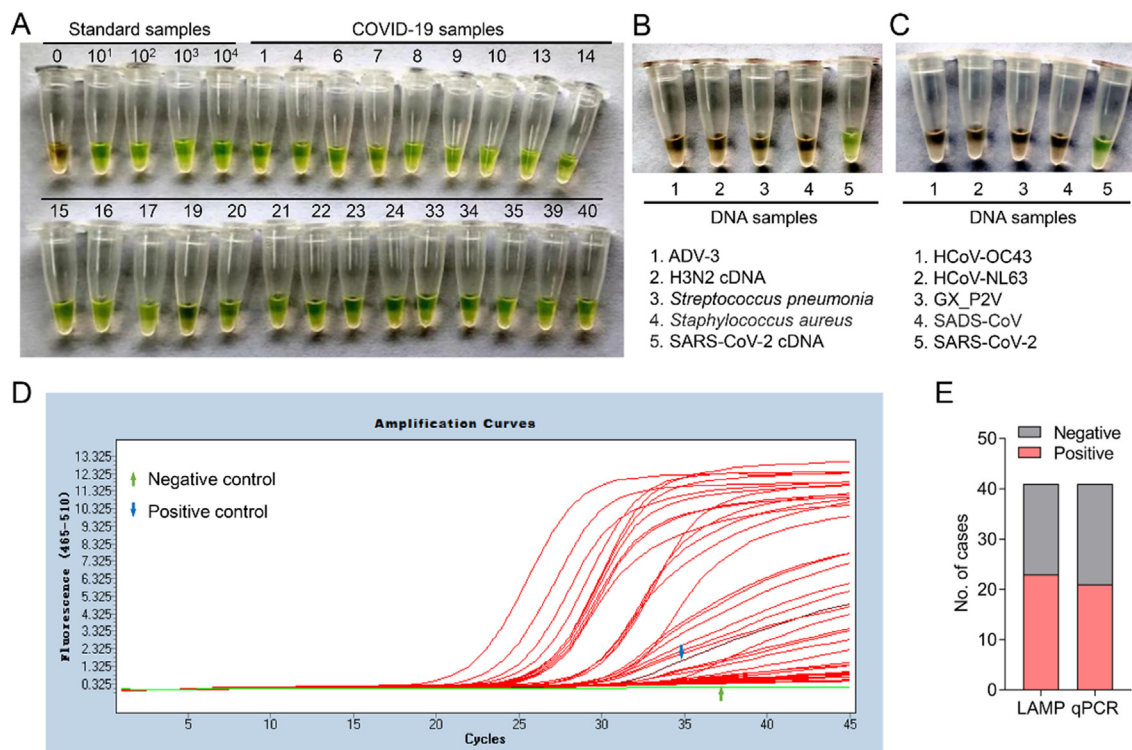 A
Standard samples
COVID-19 samples
0 10¹ 10² 10³ 10⁴ 1 4 6 7 8 9 10 13 14
15 16 17 19 20 21 22 23 24 33 34 35 39 40
B
1 2 3 4 5
DNA samples
1. ADV-3
2. H3N2 cDNA
3. Streptococcus pneumonia
4. Staphylococcus aureus
5. SARS-CoV-2 cDNA
C
1 2 3 4 5
DNA samples
1. HCoV-OC43
2. HCoV-NL63
3. GX_P2V
4. SADS-CoV
5. SARS-CoV-2
D
Amplification Curves
Fluorescence (465-510)
13.325
12.325
11.325
10.325
9.325
8.325
7.325
6.325
5.325
4.325
3.325
2.325
1.325
0.325
Negative control
Positive control
5 10 15 20 25 30 35 40 45
Cycles
E
Negative
Positive
No. of cases
50
40
30
20
10
0
LAMP qPCR